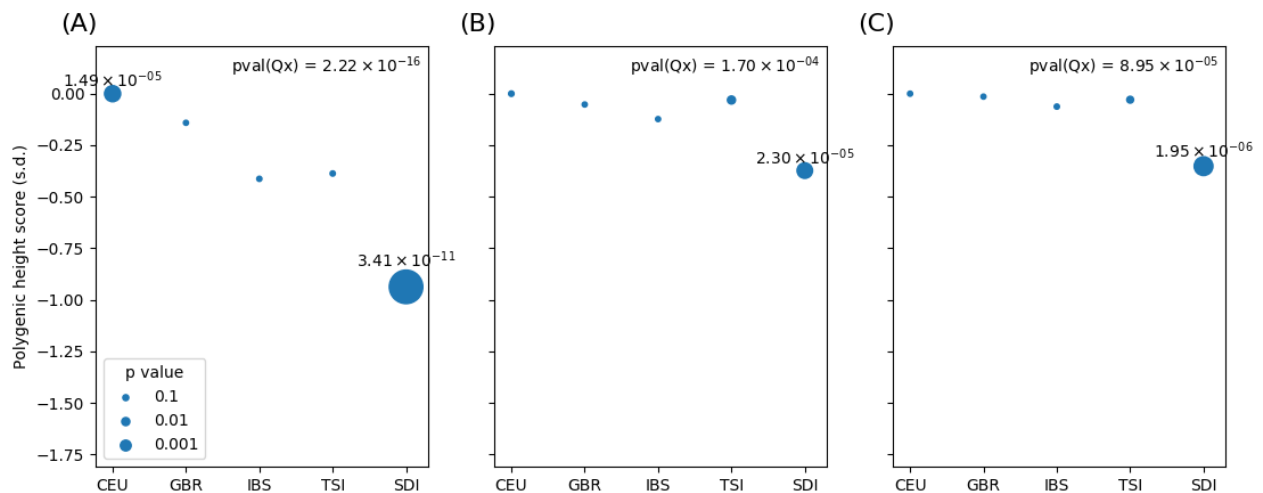 (A)
pval(Qx) = 2.22 × 10⁻¹⁶
1.49 × 10⁻⁰⁵
3.41 × 10⁻¹¹
Polygenic height score (s.d.)
0.00
−0.25
−0.50
−0.75
−1.00
−1.25
−1.50
−1.75
p value
0.1
0.01
0.001
CEU GBR IBS TSI SDI
(B)
pval(Qx) = 1.70 × 10⁻⁰⁴
2.30 × 10⁻⁰⁵
CEU GBR IBS TSI SDI
(C)
pval(Qx) = 8.95 × 10⁻⁰⁵
1.95 × 10⁻⁰⁶
CEU GBR IBS TSI SDI